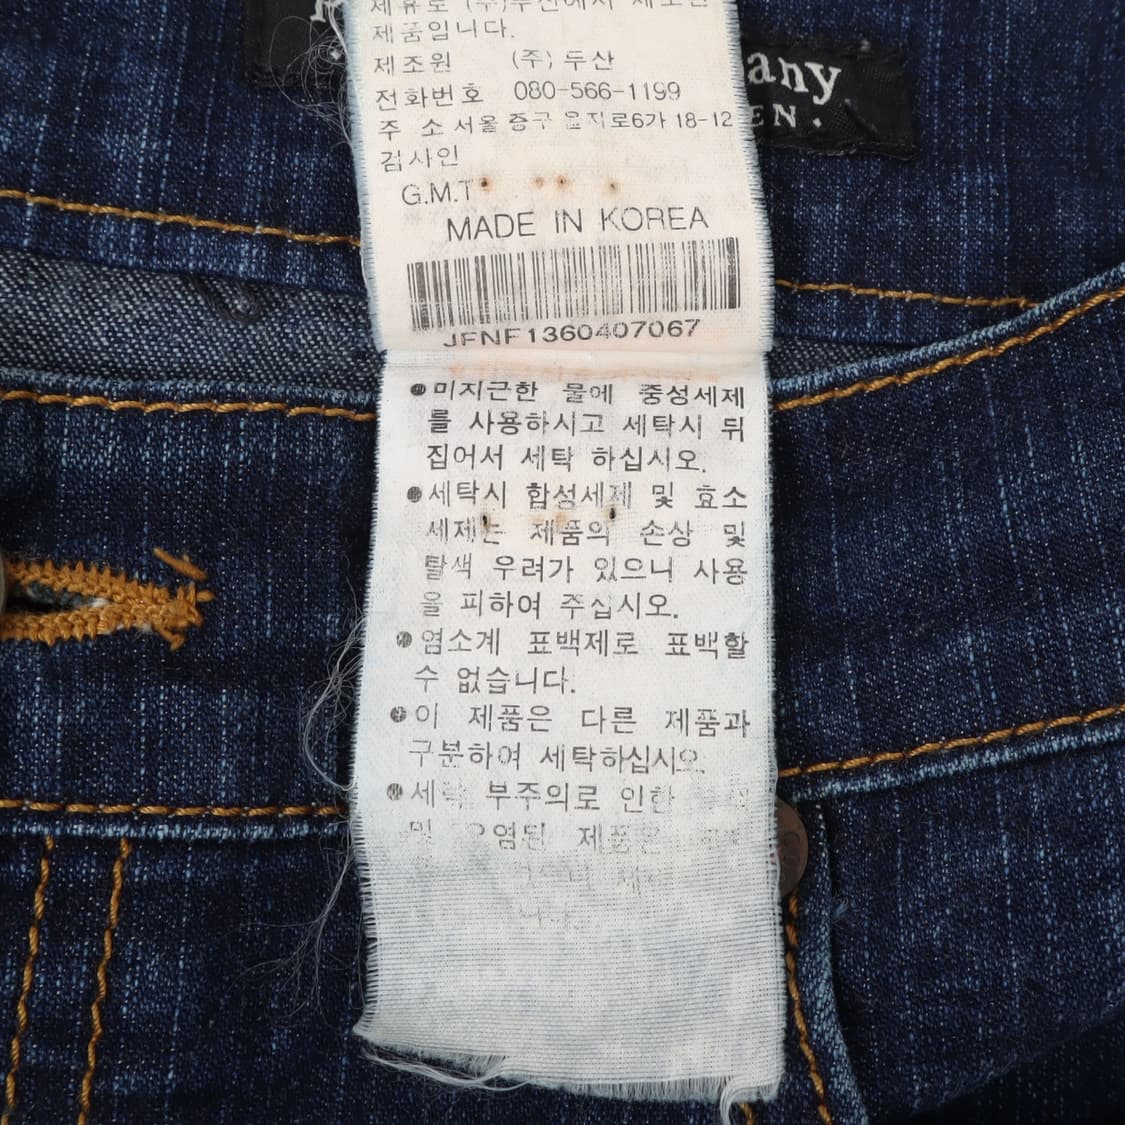 any
EN.
제품입니다.
제조원 (주) 두산
전화번호 080-566-1199
주 소 서울 중구 을지로6가 18-12
검사인
G.M.T
MADE IN KOREA
JFNF1360407067
● 미지근한 물에 중성세제
를 사용하시고 세탁시 뒤
집어서 세탁 하십시오.
● 세탁시 합성세제 및 효소
세제는 제품의 손상 및
탈색 우려가 있으니 사용
을 피하여 주십시오.
● 염소계 표백제로 표백할
수 없습니다.
● 이 제품은 다른 제품과
구분하여 세탁하십시오.
● 세탁 부주의로 인한
및 오염된 제품은